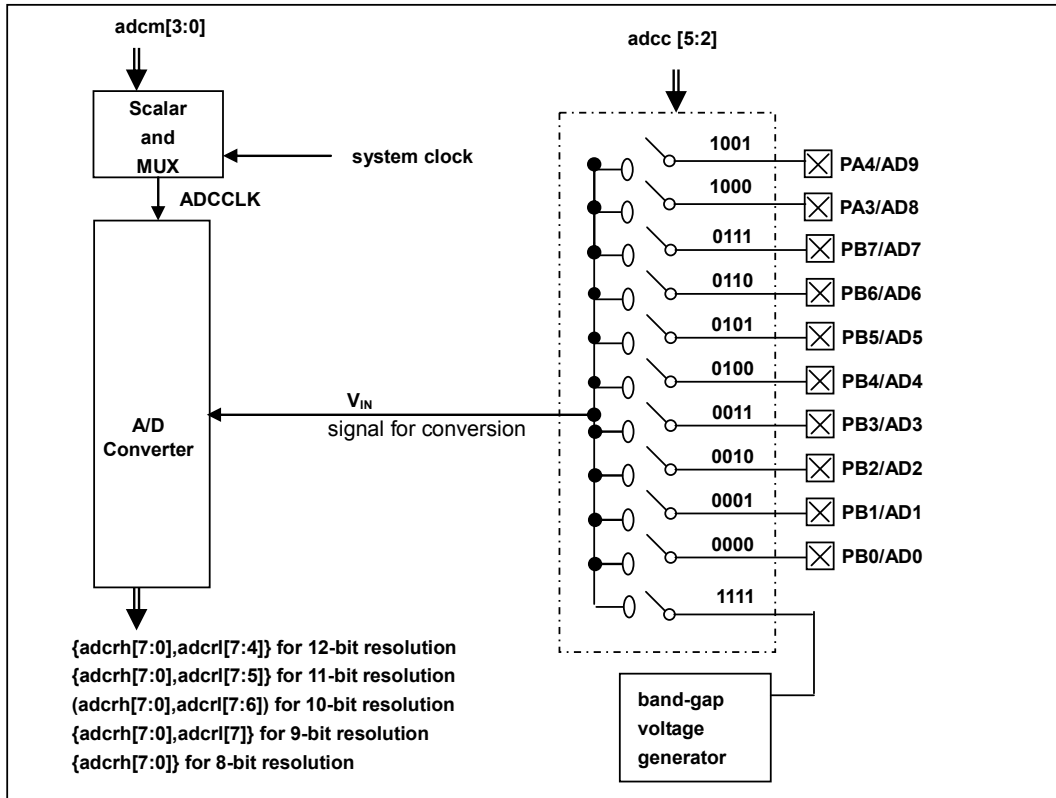 adcm[3:0]
adcc [5:2]
Scalar
and
MUX
system clock
ADCCLK
A/D
Converter
VIN
signal for conversion
1001
PA4/AD9
1000
PA3/AD8
0111
PB7/AD7
0110
PB6/AD6
0101
PB5/AD5
0100
PB4/AD4
0011
PB3/AD3
0010
PB2/AD2
0001
PB1/AD1
0000
PB0/AD0
1111
band-gap
voltage
generator
{adcrh[7:0],adcrl[7:4]} for 12-bit resolution
{adcrh[7:0],adcrl[7:5]} for 11-bit resolution
(adcrh[7:0],adcrl[7:6]) for 10-bit resolution
{adcrh[7:0],adcrl[7]} for 9-bit resolution
{adcrh[7:0]} for 8-bit resolution